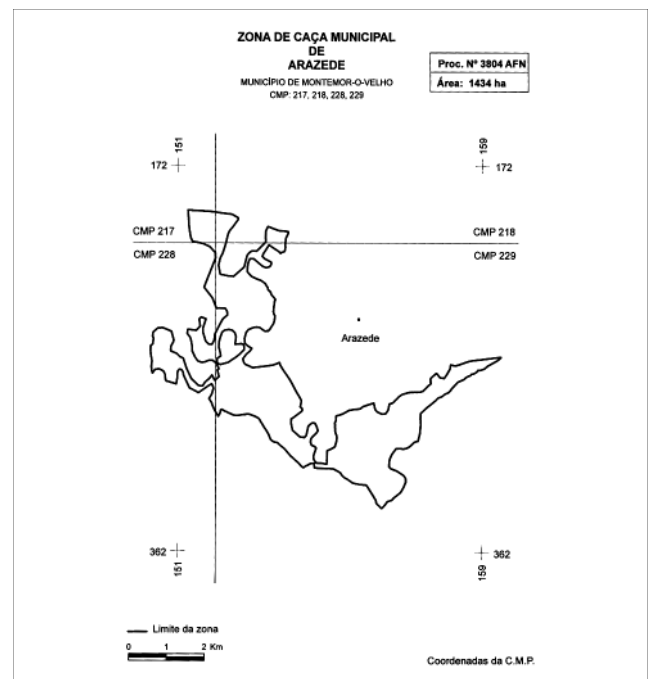 ZONA DE CAÇA MUNICIPAL
DE
ARAZEDE
MUNICÍPIO DE MONTEMOR-O-VELHO
CMP: 217, 218, 228, 229
Proc. Nº 3804 AFN
Área: 1434 ha
151
159
172
172
CMP 217
CMP 218
CMP 228
CMP 229
Arazede
362
362
151
159
Limite da zona
0 1 2 Km
Coordenadas da C.M.P.